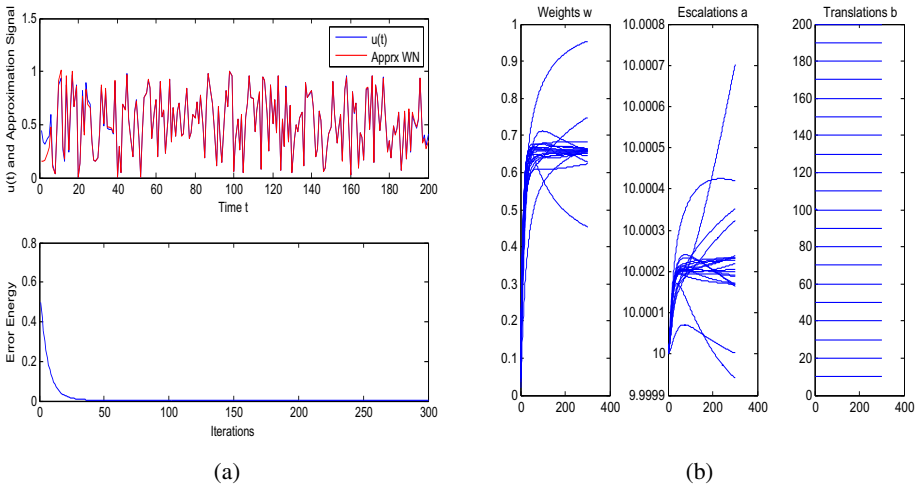 u(t) and Approximation Signal
1.5
1
0.5
0
u(t)
Apprx WN
0 20 40 60 80 100 120 140 160 180 200
Time t
Error Energy
0.8
0.6
0.4
0.2
0
0 50 100 150 200 250 300
Iterations
(a)
Weights w
1
0.9
0.8
0.7
0.6
0.5
0.4
0.3
0.2
0.1
0
0 200 400
Escalations a
10.0008
10.0007
10.0006
10.0005
10.0004
10.0003
10.0002
10.0001
10
9.9999
0 200 400
Translations b
200
180
160
140
120
100
80
60
40
20
0
0 200 400
(b)